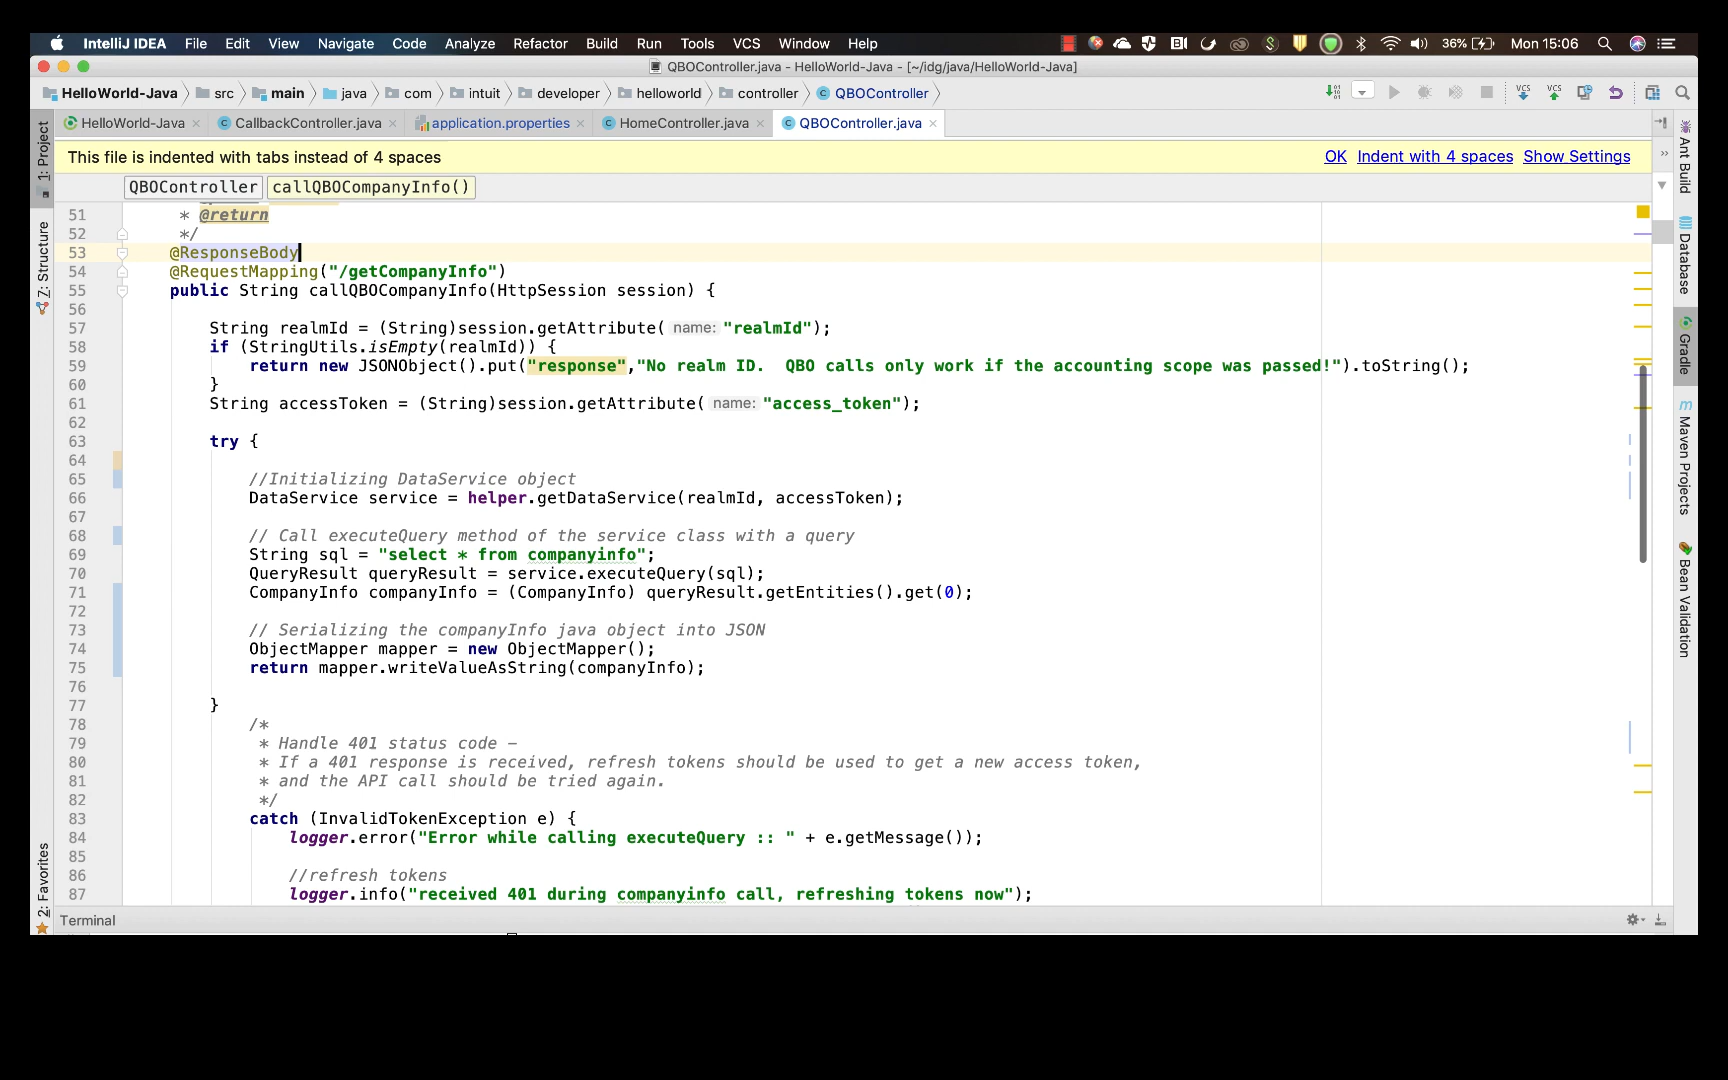 IntelliJ IDEA File Edit View Navigate Code Analyze Refactor Build Run Tools VCS Window Help 36% Mon 15:06
QBOController.java - HelloWorld-Java - [~/idg/java/HelloWorld-Java]
HelloWorld-Java src main java com intuit developer helloworld controller QBOController
HelloWorld-Java CallbackController.java application.properties HomeController.java QBOController.java
This file is indented with tabs instead of 4 spaces OK Indent with 4 spaces Show Settings
QBOController callQBOCompanyInfo()
51 * @return
52 */
53 @ResponseBody
54 @RequestMapping("/getCompanyInfo")
55 public String callQBOCompanyInfo(HttpSession session) {
56
57 String realmId = (String)session.getAttribute( name: "realmId");
58 if (StringUtils.isEmpty(realmId)) {
59 return new JSONObject().put("response","No realm ID.  QBO calls only work if the accounting scope was passed!").toString();
60 }
61 String accessToken = (String)session.getAttribute( name: "access_token");
62
63 try {
64
65 //Initializing DataService object
66 DataService service = helper.getDataService(realmId, accessToken);
67
68 // Call executeQuery method of the service class with a query
69 String sql = "select * from companyinfo";
70 QueryResult queryResult = service.executeQuery(sql);
71 CompanyInfo companyInfo = (CompanyInfo) queryResult.getEntities().get(0);
72
73 // Serializing the companyInfo java object into JSON
74 ObjectMapper mapper = new ObjectMapper();
75 return mapper.writeValueAsString(companyInfo);
76
77 }
78 /*
79 * Handle 401 status code -
80 * If a 401 response is received, refresh tokens should be used to get a new access token,
81 * and the API call should be tried again.
82 */
83 catch (InvalidTokenException e) {
84 logger.error("Error while calling executeQuery :: " + e.getMessage());
85
86 //refresh tokens
87 logger.info("received 401 during companyinfo call, refreshing tokens now");
Terminal
1: Project
7: Structure
2: Favorites
Ant Build
Database
Gradle
Maven Projects
Bean Validation